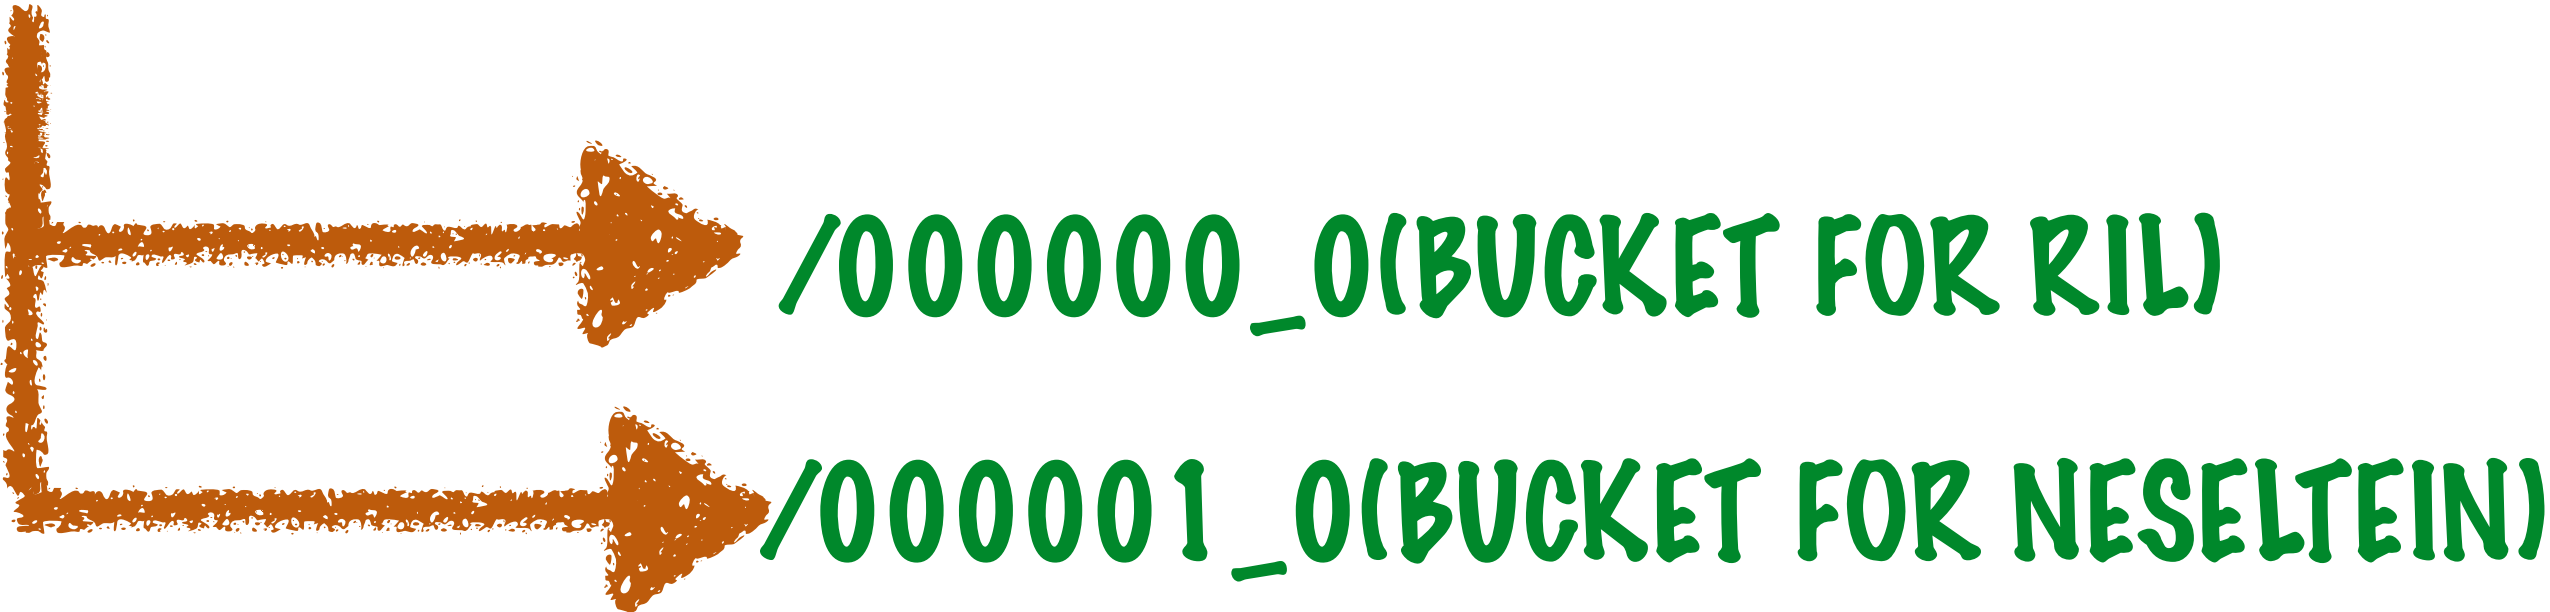 /000000_0(BUCKET FOR RIL)
/000001_0(BUCKET FOR NESELTEIN)